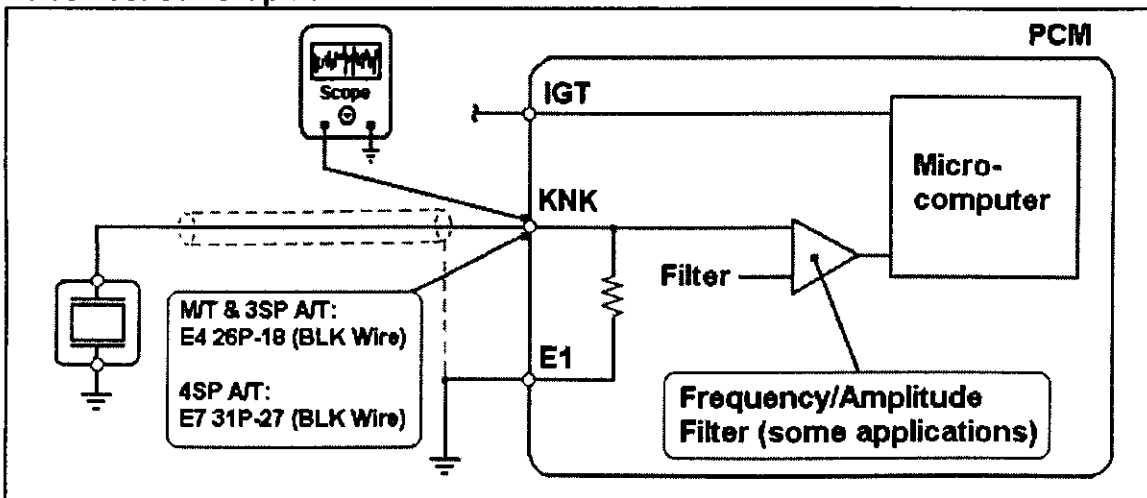 PCM
Scope
IGT
Micro-
computer
KNK
Filter
M/T & 3SP A/T:
E4 26P-18 (BLK Wire)
4SP A/T:
E7 31P-27 (BLK Wire)
E1
Frequency/Amplitude
Filter (some applications)